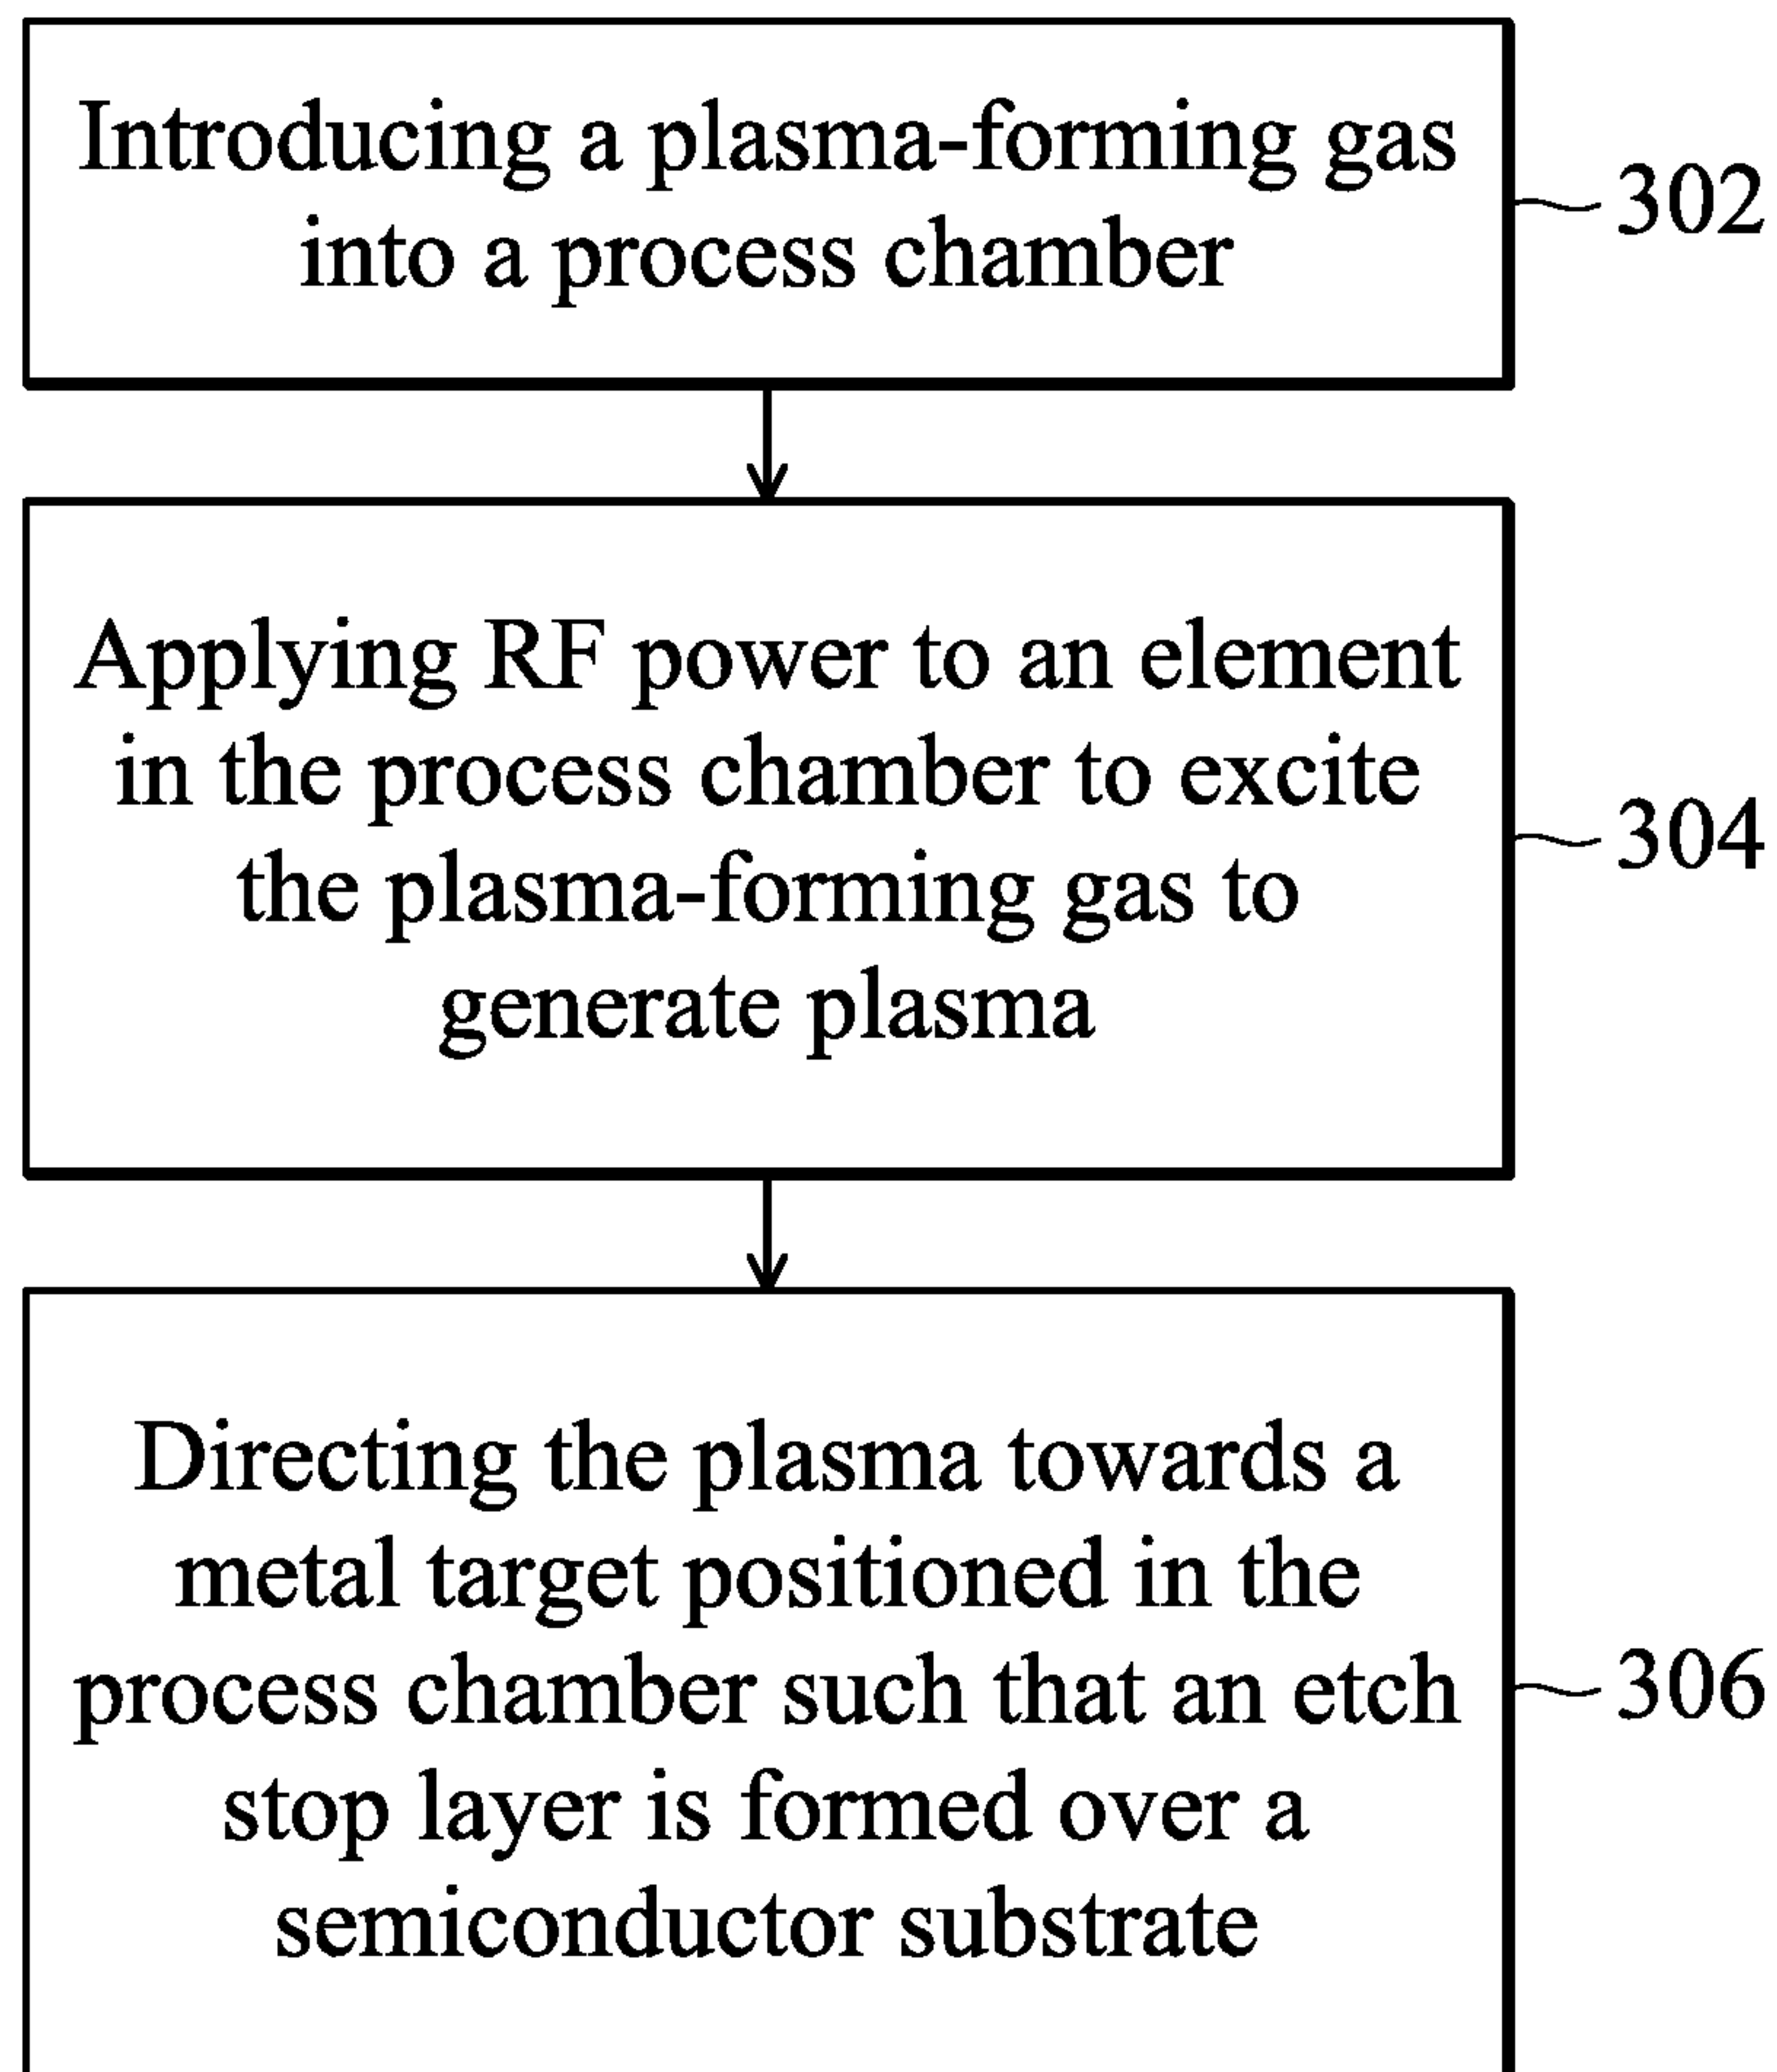 Introducing a plasma-forming gas
into a process chamber
302
Applying RF power to an element
in the process chamber to excite
the plasma-forming gas to
generate plasma
304
Directing the plasma towards a
metal target positioned in the
process chamber such that an etch
stop layer is formed over a
semiconductor substrate
306